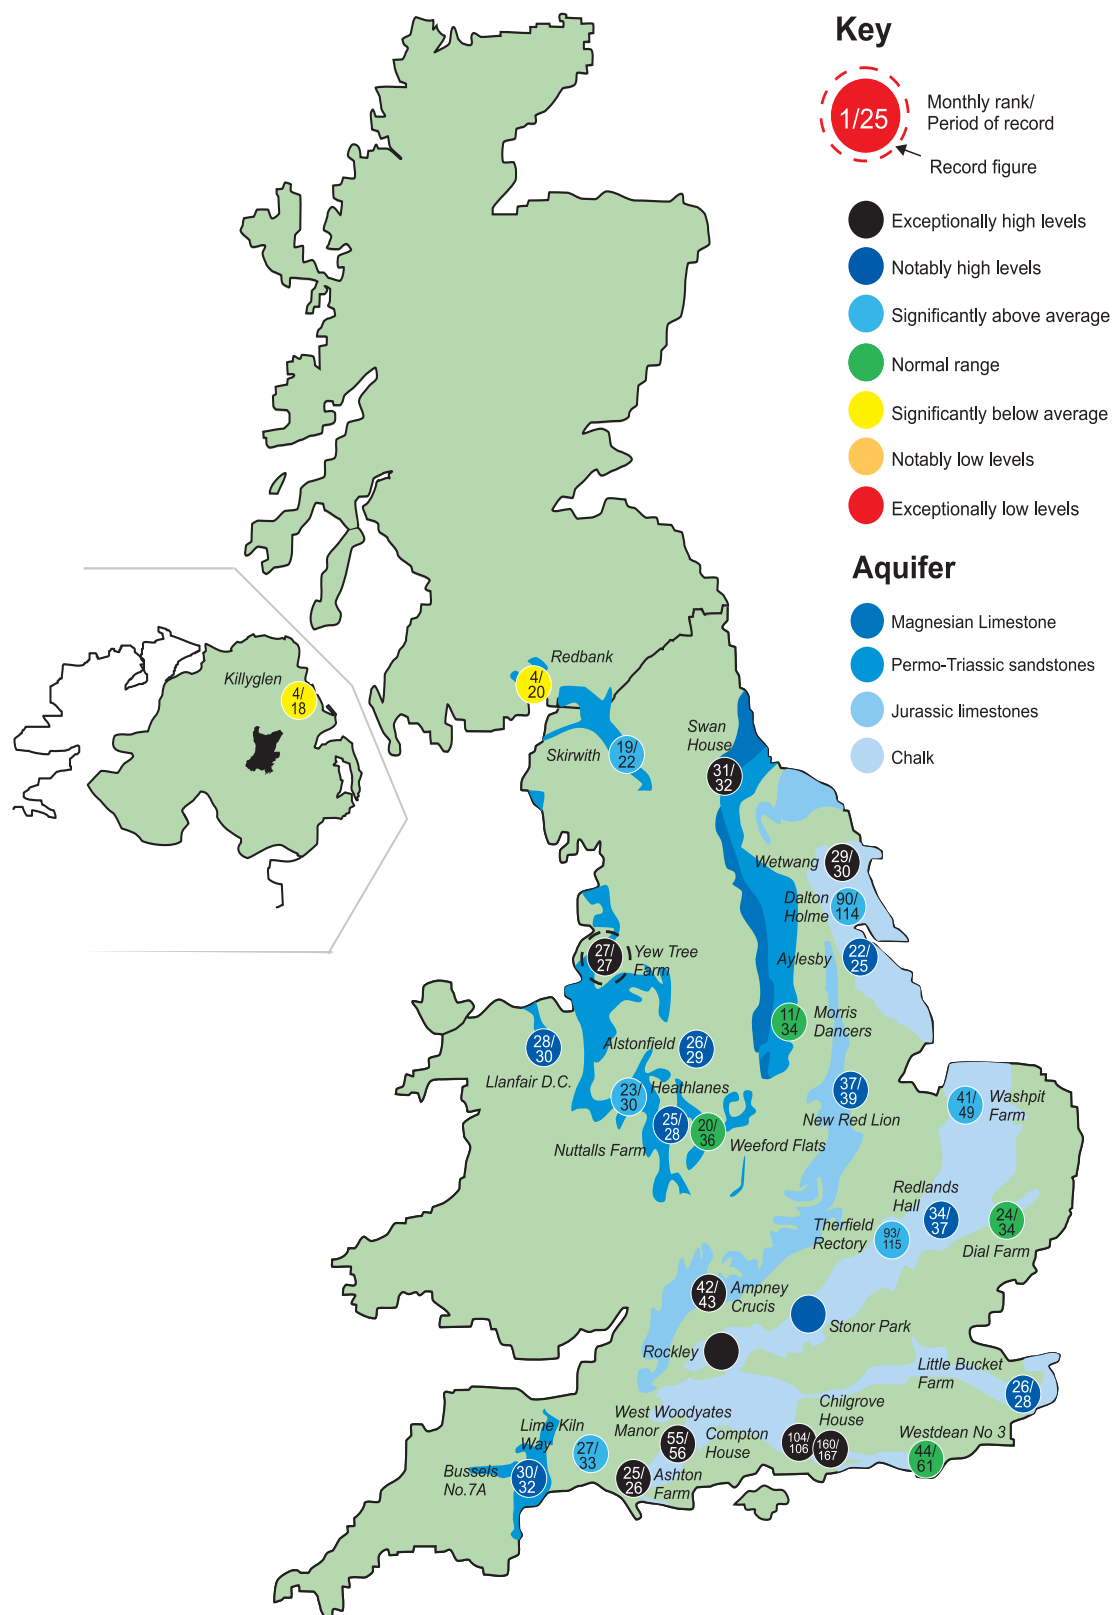 Key
1/25
Monthly rank/
Period of record
Record figure
Exceptionally high levels
Notably high levels
Significantly above average
Normal range
Significantly below average
Notably low levels
Exceptionally low levels
Aquifer
Magnesian Limestone
Permo-Triassic sandstones
Jurassic limestones
Chalk
Redbank
4/
20
Killyglen
4/
18
Skirwith
19/
22
Swan
House
31/
32
Wetwang
29/
30
Dalton
Holme
90/
114
Aylesby
22/
25
Yew Tree
Farm
27/
27
Morris
Dancers
11/
34
Llanfair D.C.
28/
30
Alstonfield
26/
29
Heathlanes
23/
30
Nuttalls Farm
25/
28
Weeford Flats
20/
36
New Red Lion
37/
39
Washpit
Farm
41/
49
Redlands
Hall
34/
37
Dial Farm
24/
34
Therfield
Rectory
93/
115
Ampney
Crucis
42/
43
Stonor Park
Rockley
Little Bucket
Farm
26/
28
Chilgrove
House
160/
167
Compton
House
104/
106
Westdean No 3
44/
61
West Woodyates
Manor
55/
56
Lime Kiln
Way
27/
33
Ashton
Farm
25/
26
Bussels
No.7A
30/
32